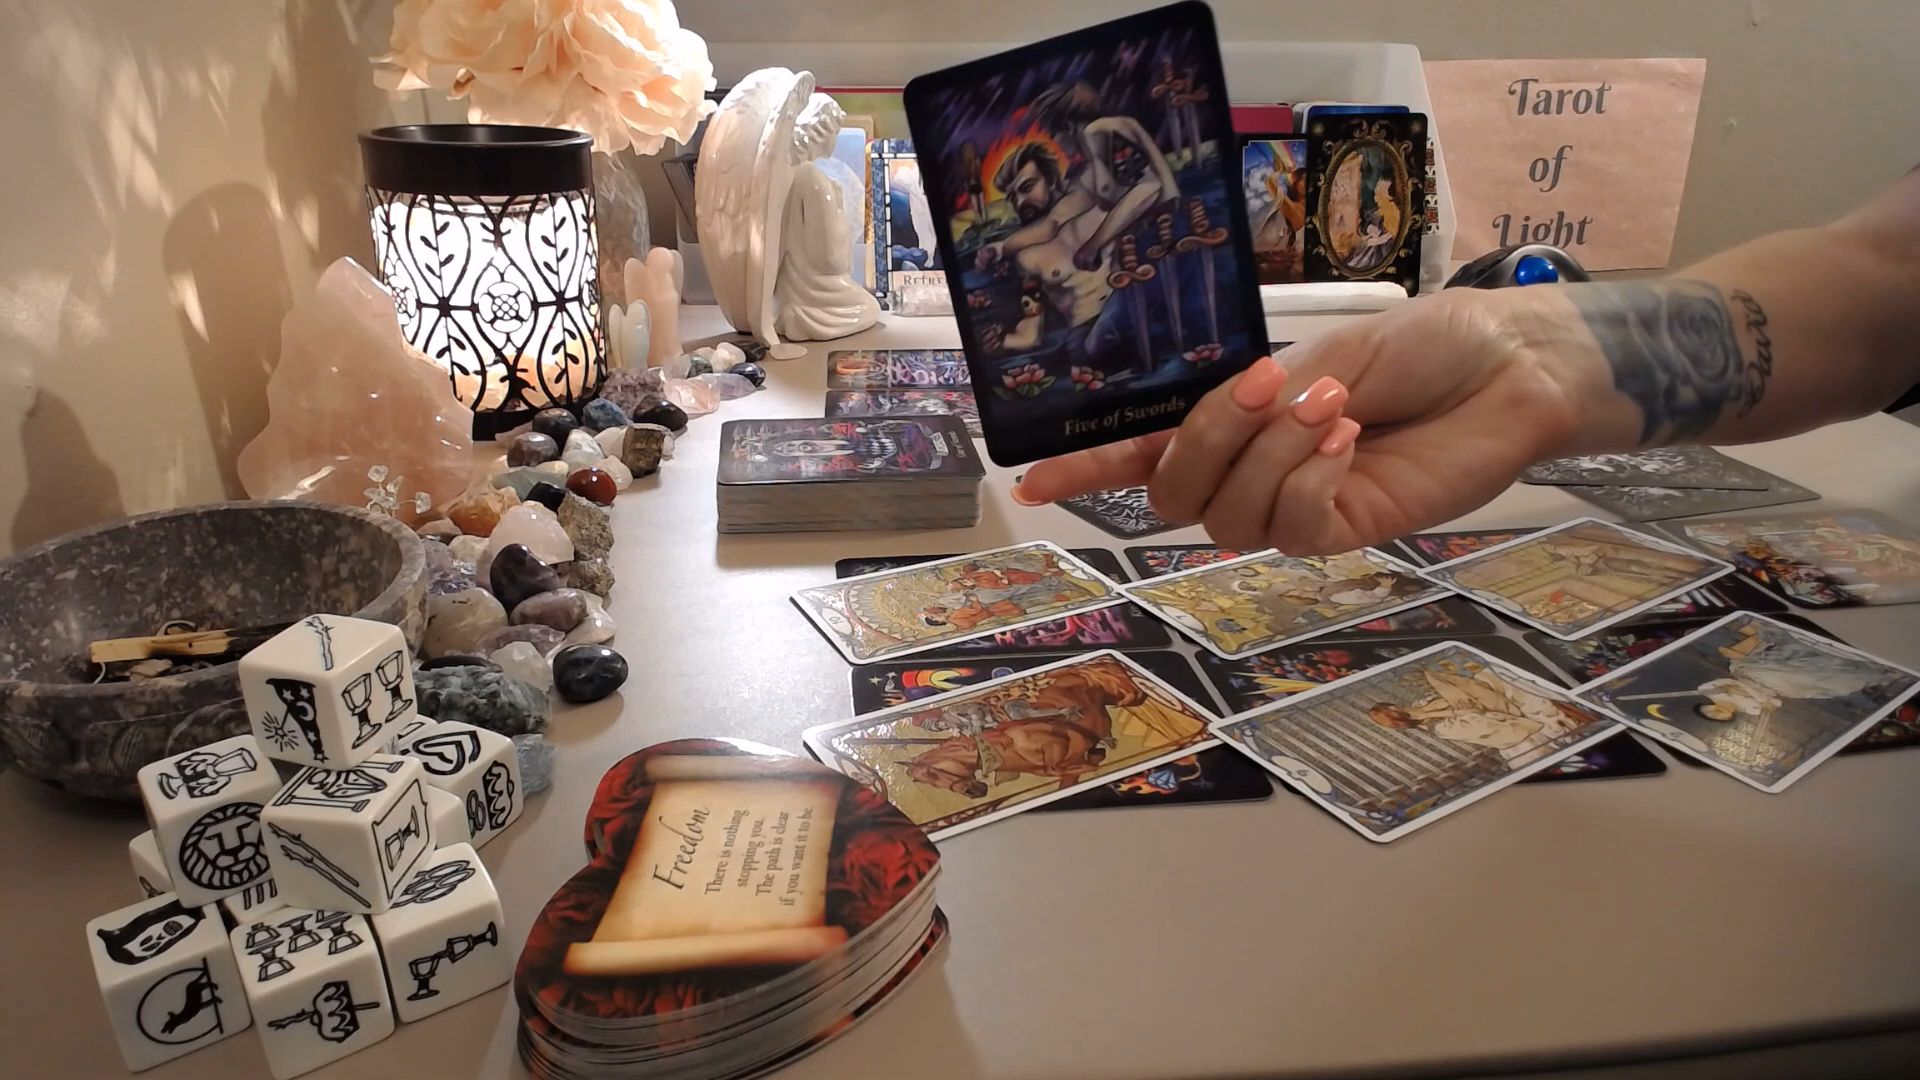 Tarot
of
Light
Five of Swords
Freedom
There is nothing
stopping you.
The path is clear
if you want it to be.